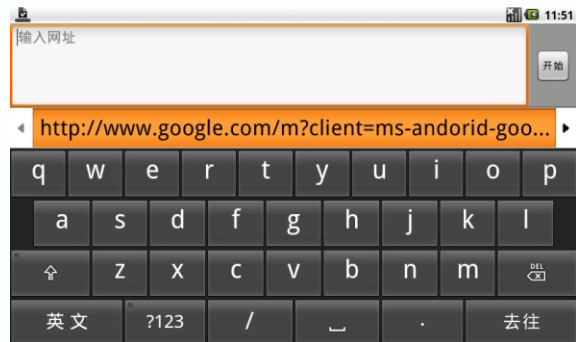 11:51
输入网址
开始
http://www.google.com/m?client=ms-andorid-goo...
q w e r t y u i o p
a s d f g h j k l
z x c v b n m DEL
英文 ?123 / . 去往